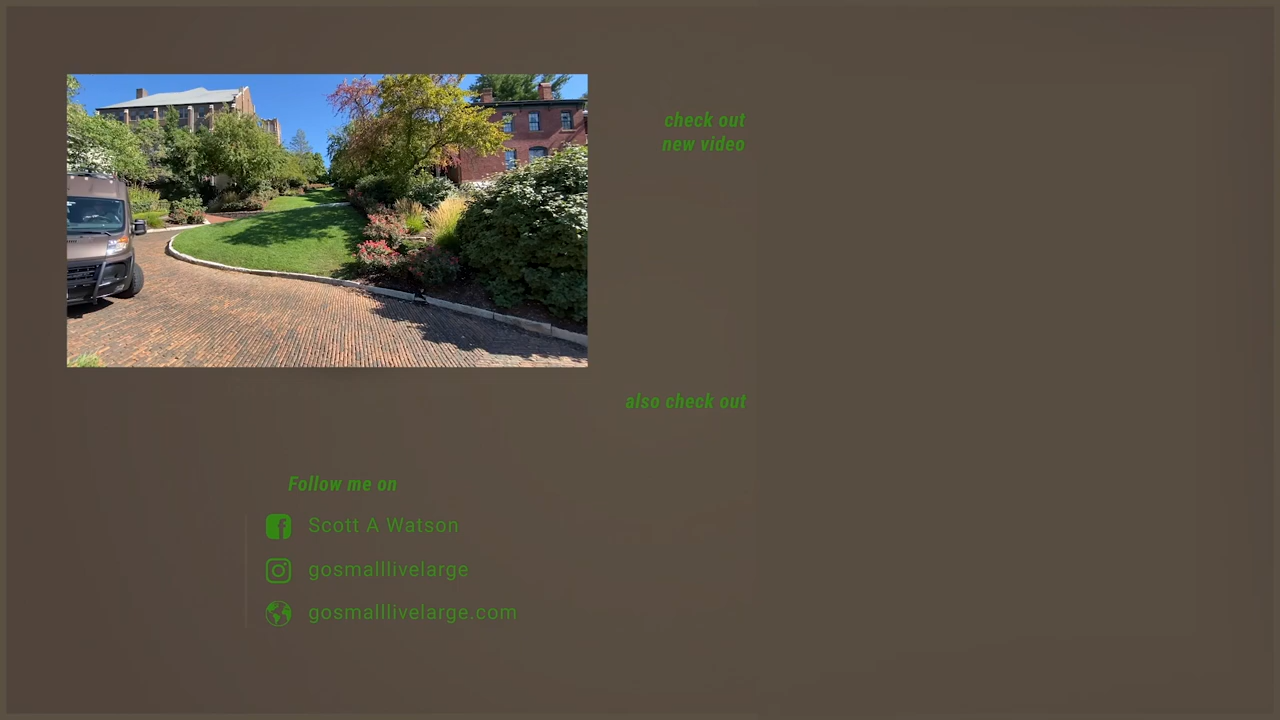 check out
new video
also check out
Follow me on
Scott A Watson
gosmalllivelarge
gosmalllivelarge.com